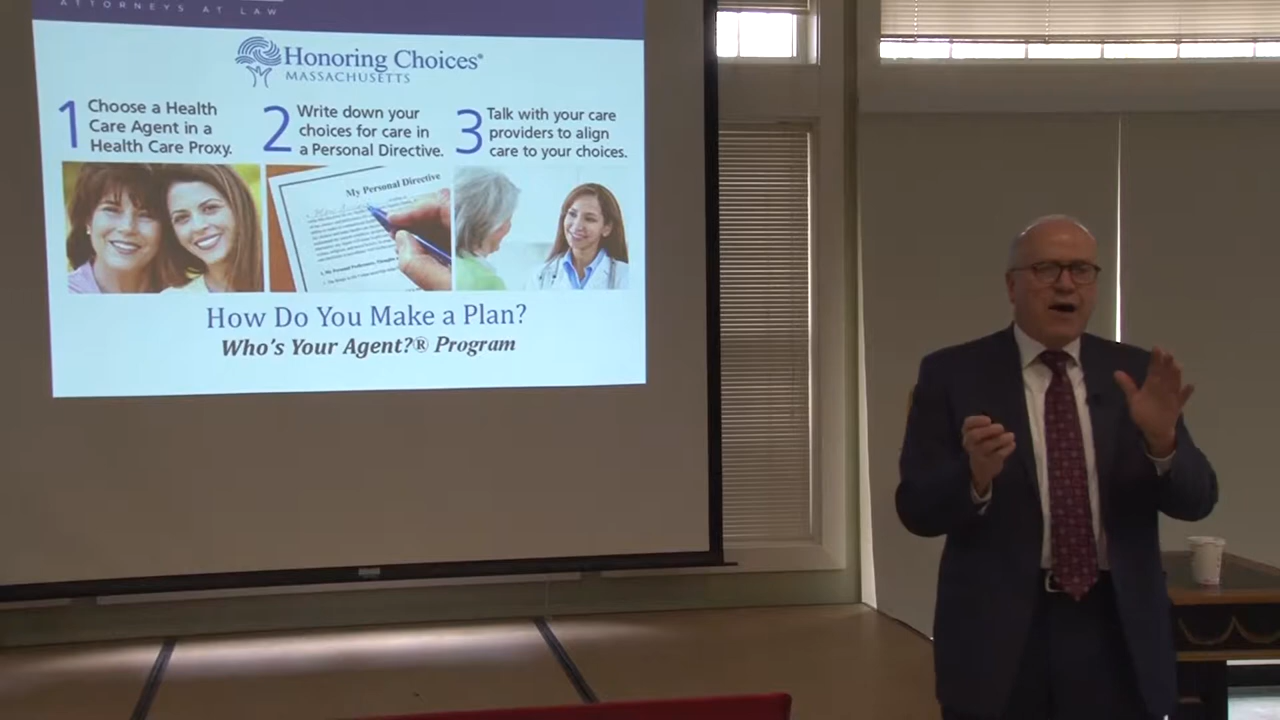 ATTORNEYS AT LAW
Honoring Choices®
MASSACHUSETTS
1 Choose a Health
Care Agent in a
Health Care Proxy.
2 Write down your
choices for care in
a Personal Directive.
3 Talk with your care
providers to align
care to your choices.
My Personal Directive
How Do You Make a Plan?
Who's Your Agent?® Program